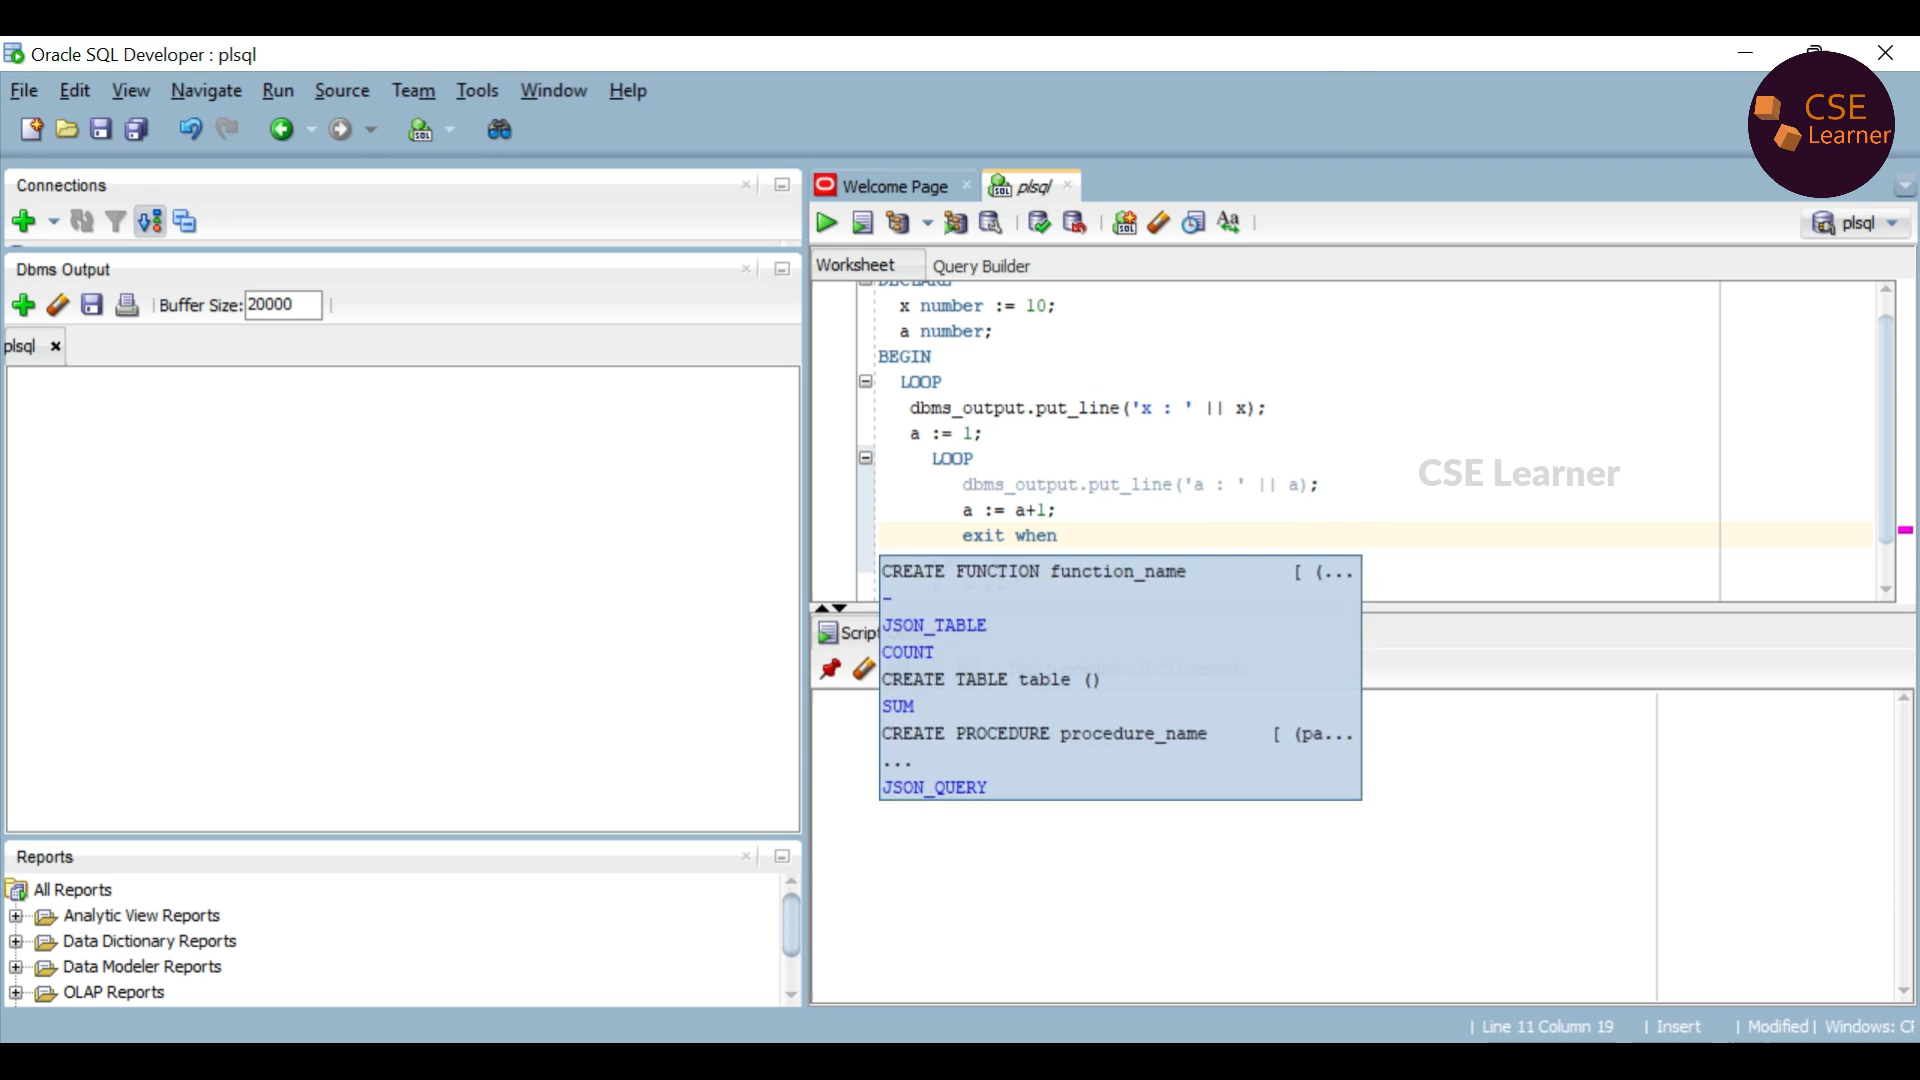 Oracle SQL Developer : plsql
File Edit View Navigate Run Source Team Tools Window Help
CSE
Learner
Connections
Welcome Page
plsql
plsql
Dbms Output
Worksheet
Query Builder
Buffer Size: 20000
plsql
DECLARE
x number := 10;
a number;
BEGIN
LOOP
dbms_output.put_line('x : ' || x);
a := 1;
LOOP
dbms_output.put_line('a : ' || a);
a := a+1;
exit when
CSE Learner
CREATE FUNCTION function_name [ (...
-
JSON_TABLE
COUNT
CREATE TABLE table ()
SUM
CREATE PROCEDURE procedure_name [ (pa...
...
JSON_QUERY
Script
Reports
All Reports
Analytic View Reports
Data Dictionary Reports
Data Modeler Reports
OLAP Reports
| Line 11 Column 19 | Insert | Modified | Windows: